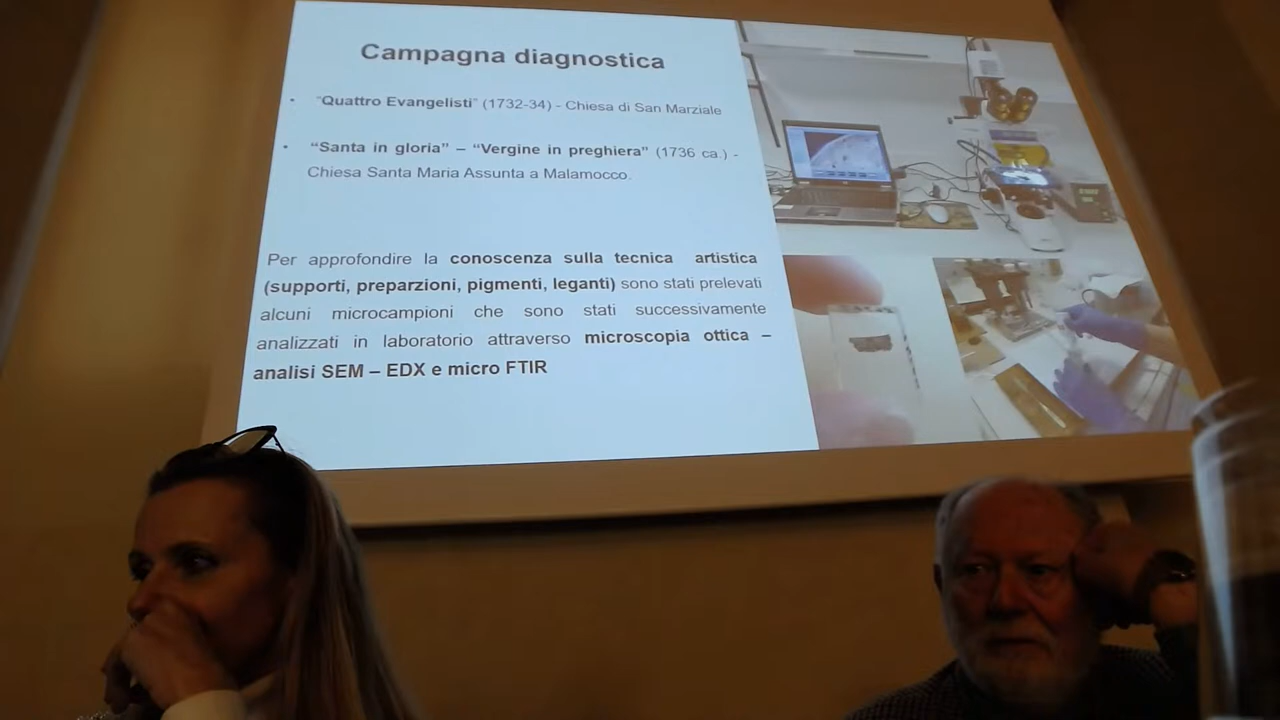 Campagna diagnostica
• "Quattro Evangelisti" (1732-34) - Chiesa di San Marziale
• "Santa in gloria" – "Vergine in preghiera" (1736 ca.) -
Chiesa Santa Maria Assunta a Malamocco.
Per approfondire la conoscenza sulla tecnica artistica
(supporti, preparzioni, pigmenti, leganti) sono stati prelevati
alcuni microcampioni che sono stati successivamente
analizzati in laboratorio attraverso microscopia ottica –
analisi SEM – EDX e micro FTIR